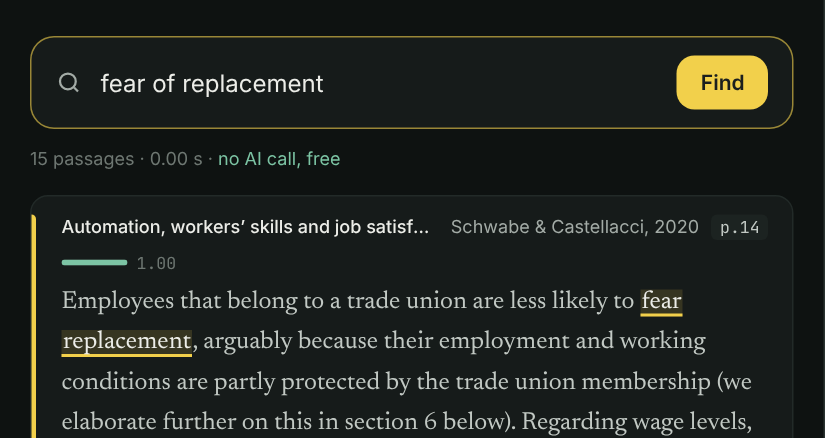 fear of replacement
Find
15 passages · 0.00 s · no AI call, free
Automation, workers’ skills and job satisf... Schwabe & Castellacci, 2020 p.14
1.00
Employees that belong to a trade union are less likely to fear
replacement, arguably because their employment and working
conditions are partly protected by the trade union membership (we
elaborate further on this in section 6 below). Regarding wage levels,